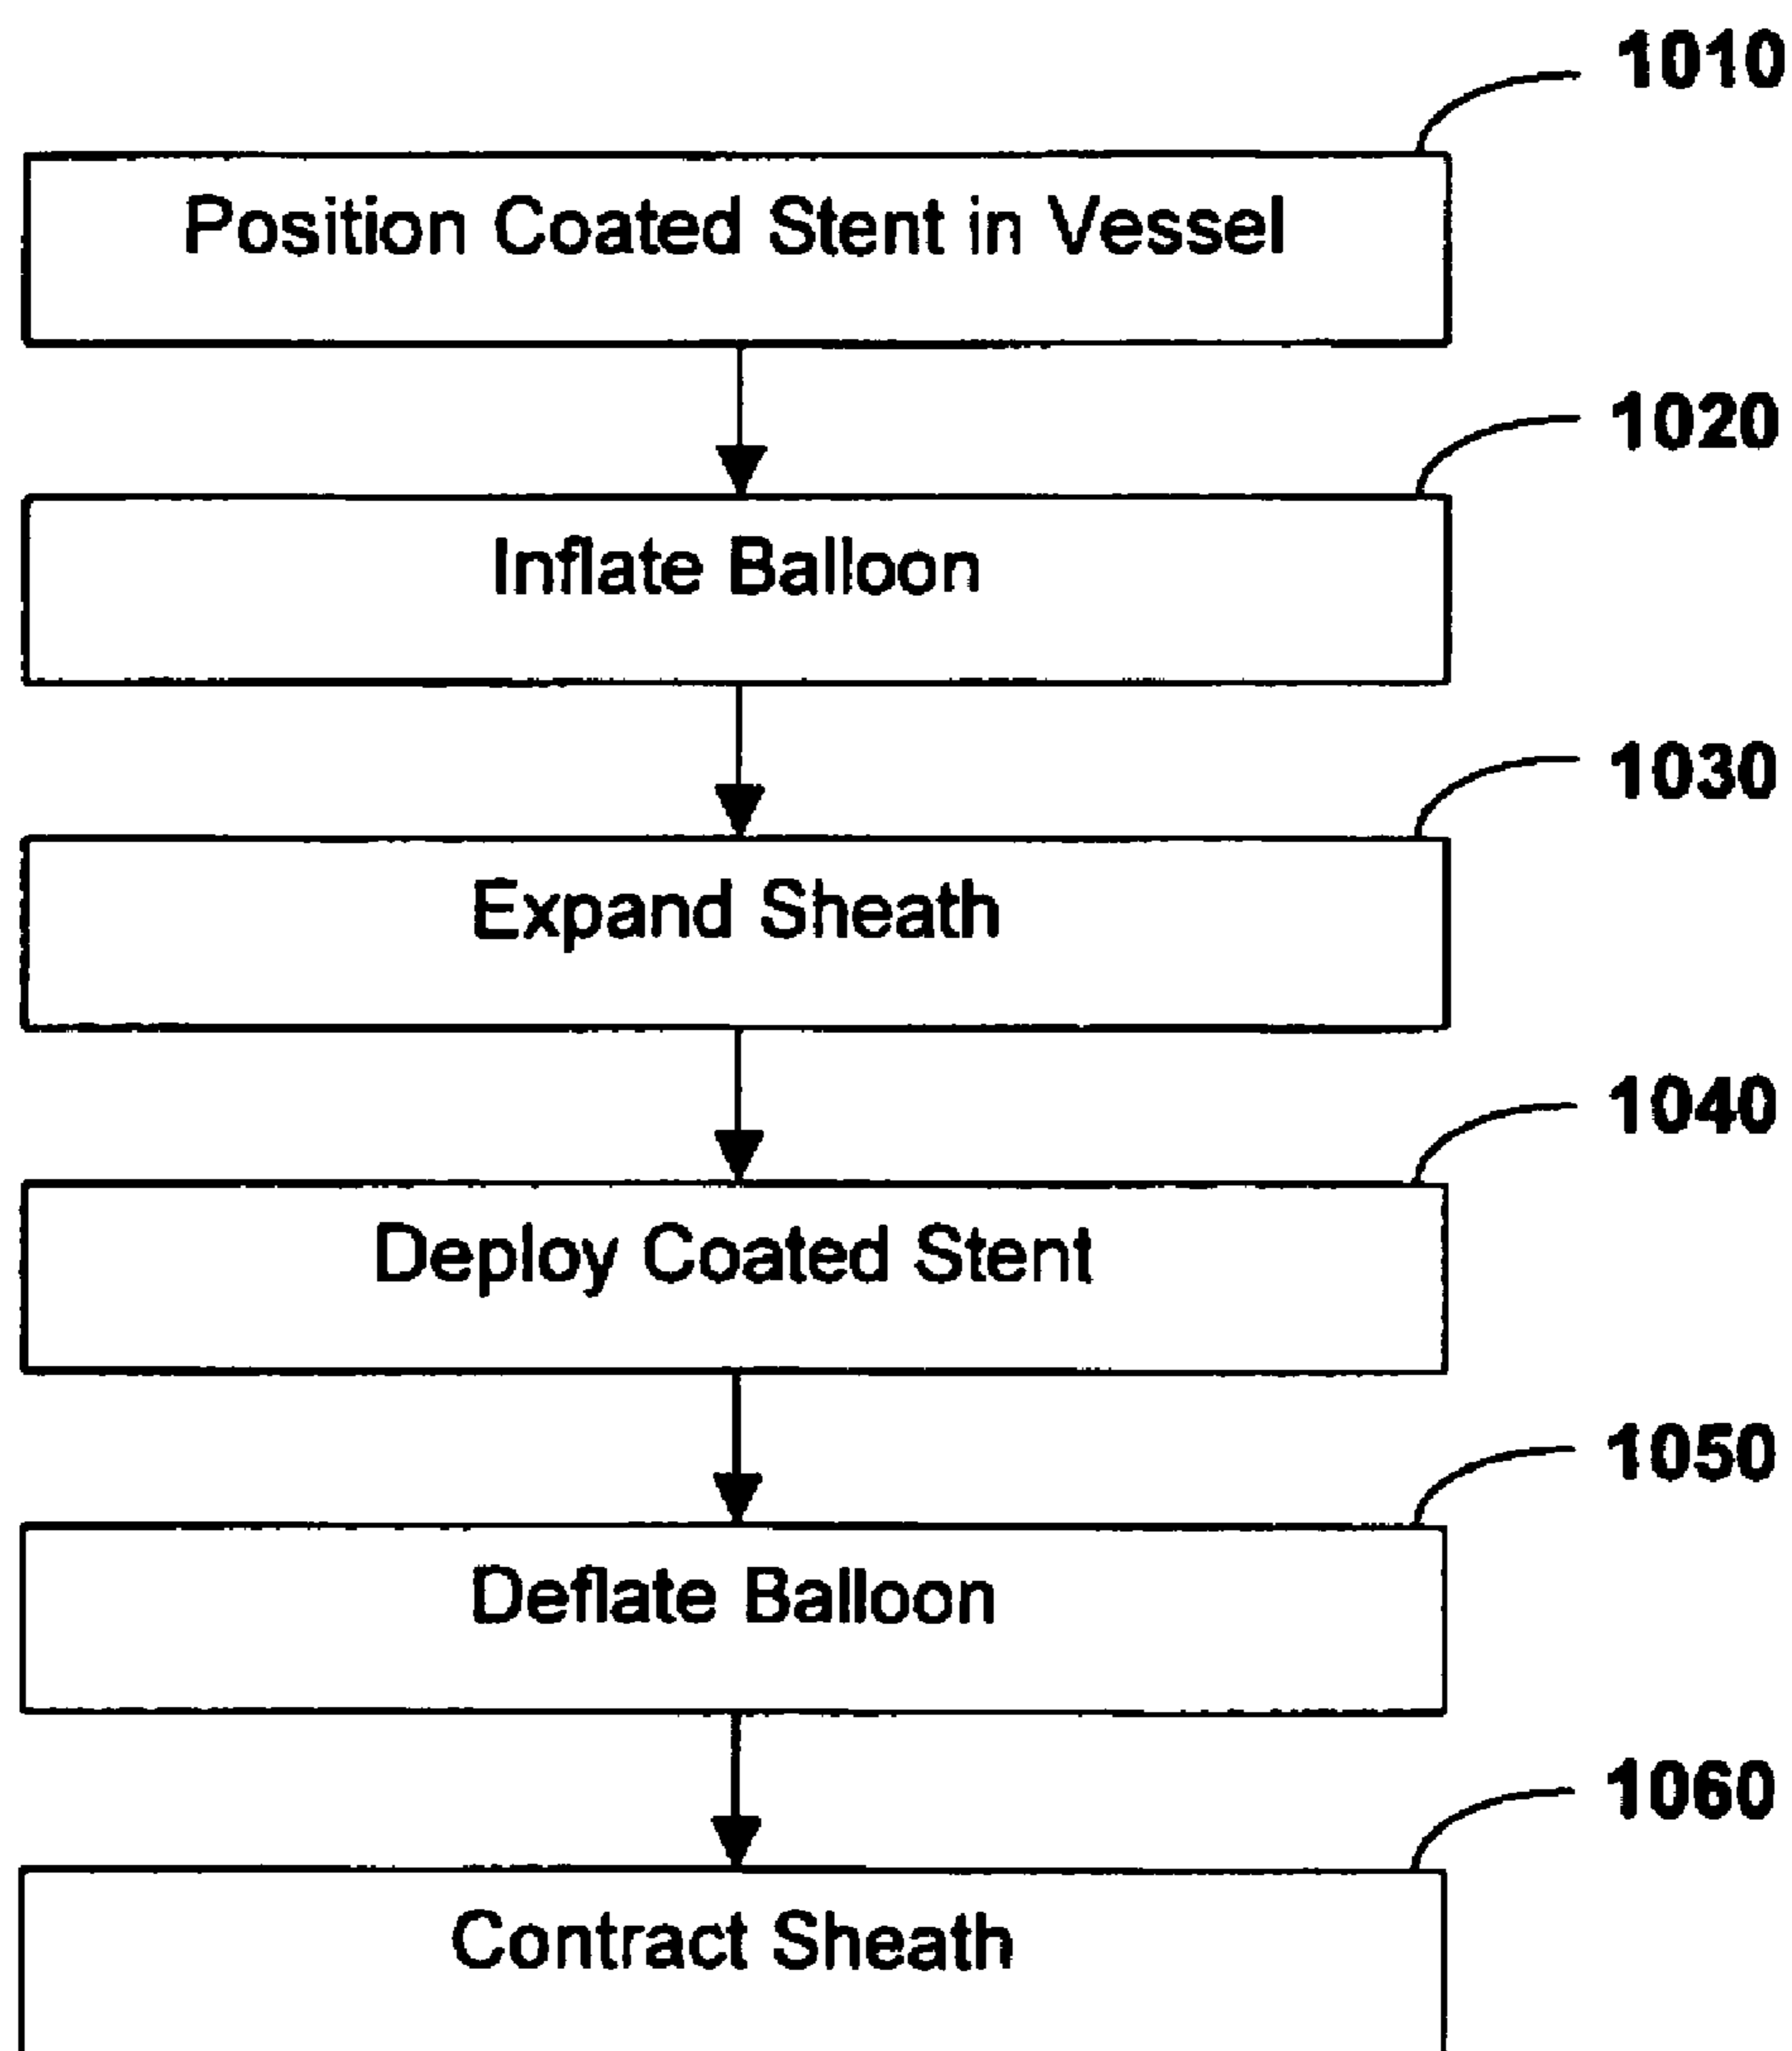 1010
Position Coated Stent in Vessel
1020
Inflate Balloon
1030
Expand Sheath
1040
Deploy Coated Stent
1050
Deflate Balloon
1060
Contract Sheath